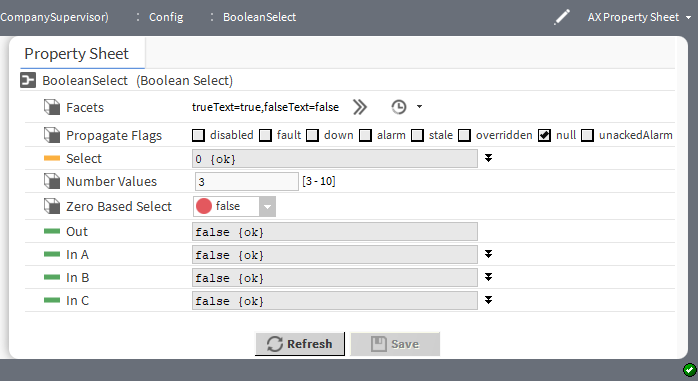 CompanySupervisor) : Config : BooleanSelect AX Property Sheet
Property Sheet
BooleanSelect (Boolean Select)
Facets trueText=true,falseText=false
Propagate Flags disabled fault down alarm stale overridden null unackedAlarm
Select 0 {ok}
Number Values 3 [3 - 10]
Zero Based Select false
Out false {ok}
In A false {ok}
In B false {ok}
In C false {ok}
Refresh Save